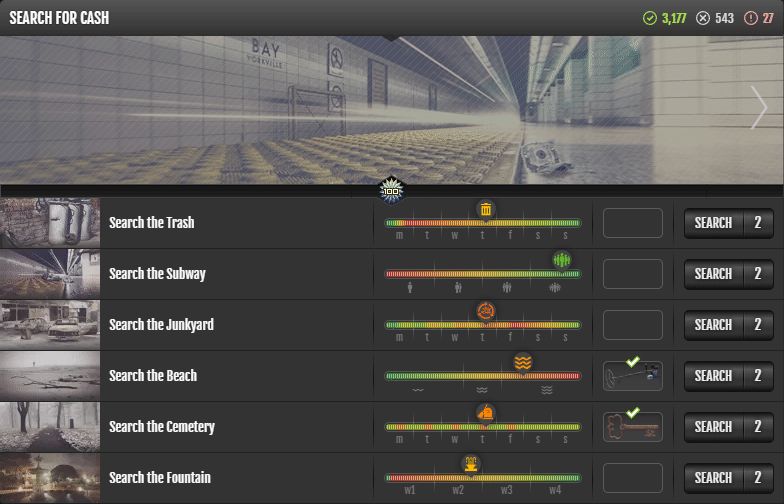 SEARCH FOR CASH
3,177
543
27
BAY
YORKVILLE
100
Search the Trash
m t w t f s s
SEARCH 2
Search the Subway
SEARCH 2
Search the Junkyard
m t w t f s s
SEARCH 2
Search the Beach
SEARCH 2
Search the Cemetery
m t w t f s s
SEARCH 2
Search the Fountain
w1 w2 w3 w4
SEARCH 2